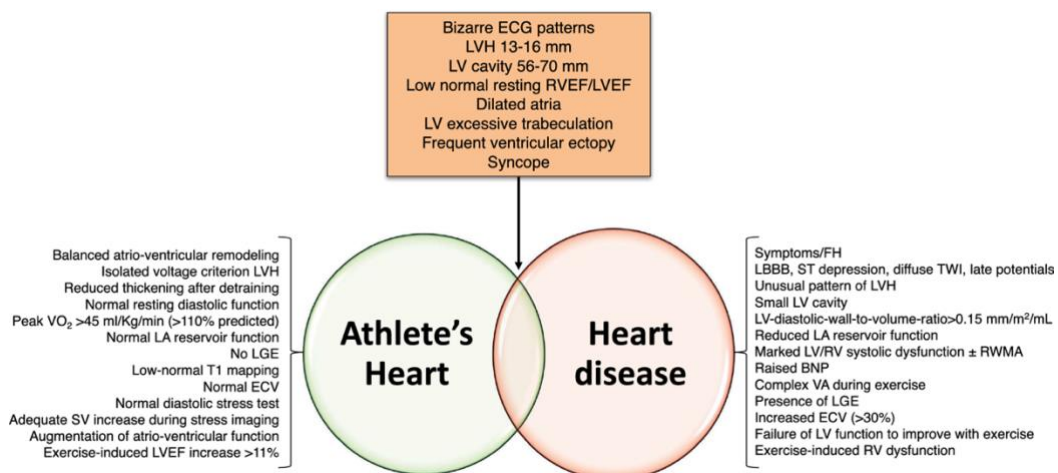 Bizarre ECG patterns
LVH 13-16 mm
LV cavity 56-70 mm
Low normal resting RVEF/LVEF
Dilated atria
LV excessive trabeculation
Frequent ventricular ectopy
Syncope
Balanced atrio-ventricular remodeling
Isolated voltage criterion LVH
Reduced thickening after detraining
Normal resting diastolic function
Peak VO₂ >45 ml/Kg/min (>110% predicted)
Normal LA reservoir function
No LGE
Low-normal T1 mapping
Normal ECV
Normal diastolic stress test
Adequate SV increase during stress imaging
Augmentation of atrio-ventricular function
Exercise-induced LVEF increase >11%
Athlete's
Heart
Heart
disease
Symptoms/FH
LBBB, ST depression, diffuse TWI, late potentials
Unusual pattern of LVH
Small LV cavity
LV-diastolic-wall-to-volume-ratio>0.15 mm/m²/mL
Reduced LA reservoir function
Marked LV/RV systolic dysfunction ± RWMA
Raised BNP
Complex VA during exercise
Presence of LGE
Increased ECV (>30%)
Failure of LV function to improve with exercise
Exercise-induced RV dysfunction